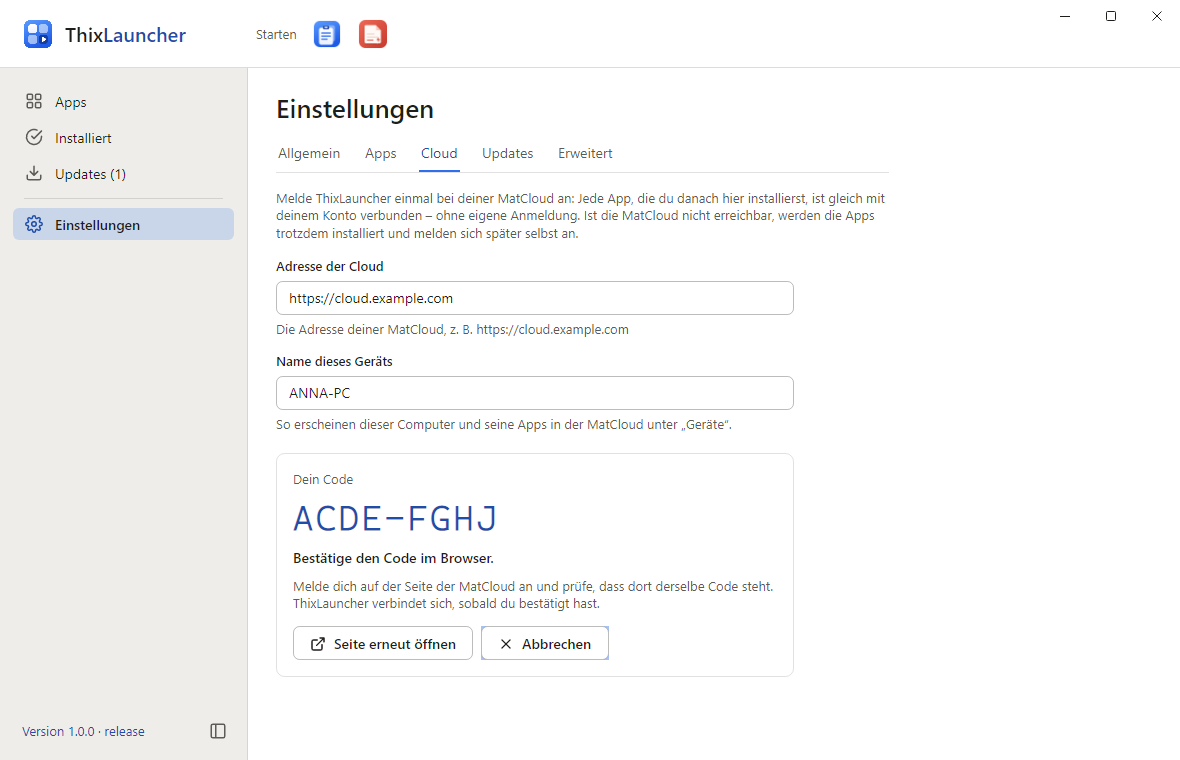 ThixLauncher
Starten
Apps
Installiert
Updates (1)
Einstellungen
Version 1.0.0 · release
Einstellungen
Allgemein Apps Cloud Updates Erweitert
Melde ThixLauncher einmal bei deiner MatCloud an: Jede App, die du danach hier installierst, ist gleich mit
deinem Konto verbunden – ohne eigene Anmeldung. Ist die MatCloud nicht erreichbar, werden die Apps
trotzdem installiert und melden sich später selbst an.
Adresse der Cloud
https://cloud.example.com
Die Adresse deiner MatCloud, z. B. https://cloud.example.com
Name dieses Geräts
ANNA-PC
So erscheinen dieser Computer und seine Apps in der MatCloud unter „Geräte“.
Dein Code
ACDE-FGHJ
Bestätige den Code im Browser.
Melde dich auf der Seite der MatCloud an und prüfe, dass dort derselbe Code steht.
ThixLauncher verbindet sich, sobald du bestätigt hast.
Seite erneut öffnen
Abbrechen